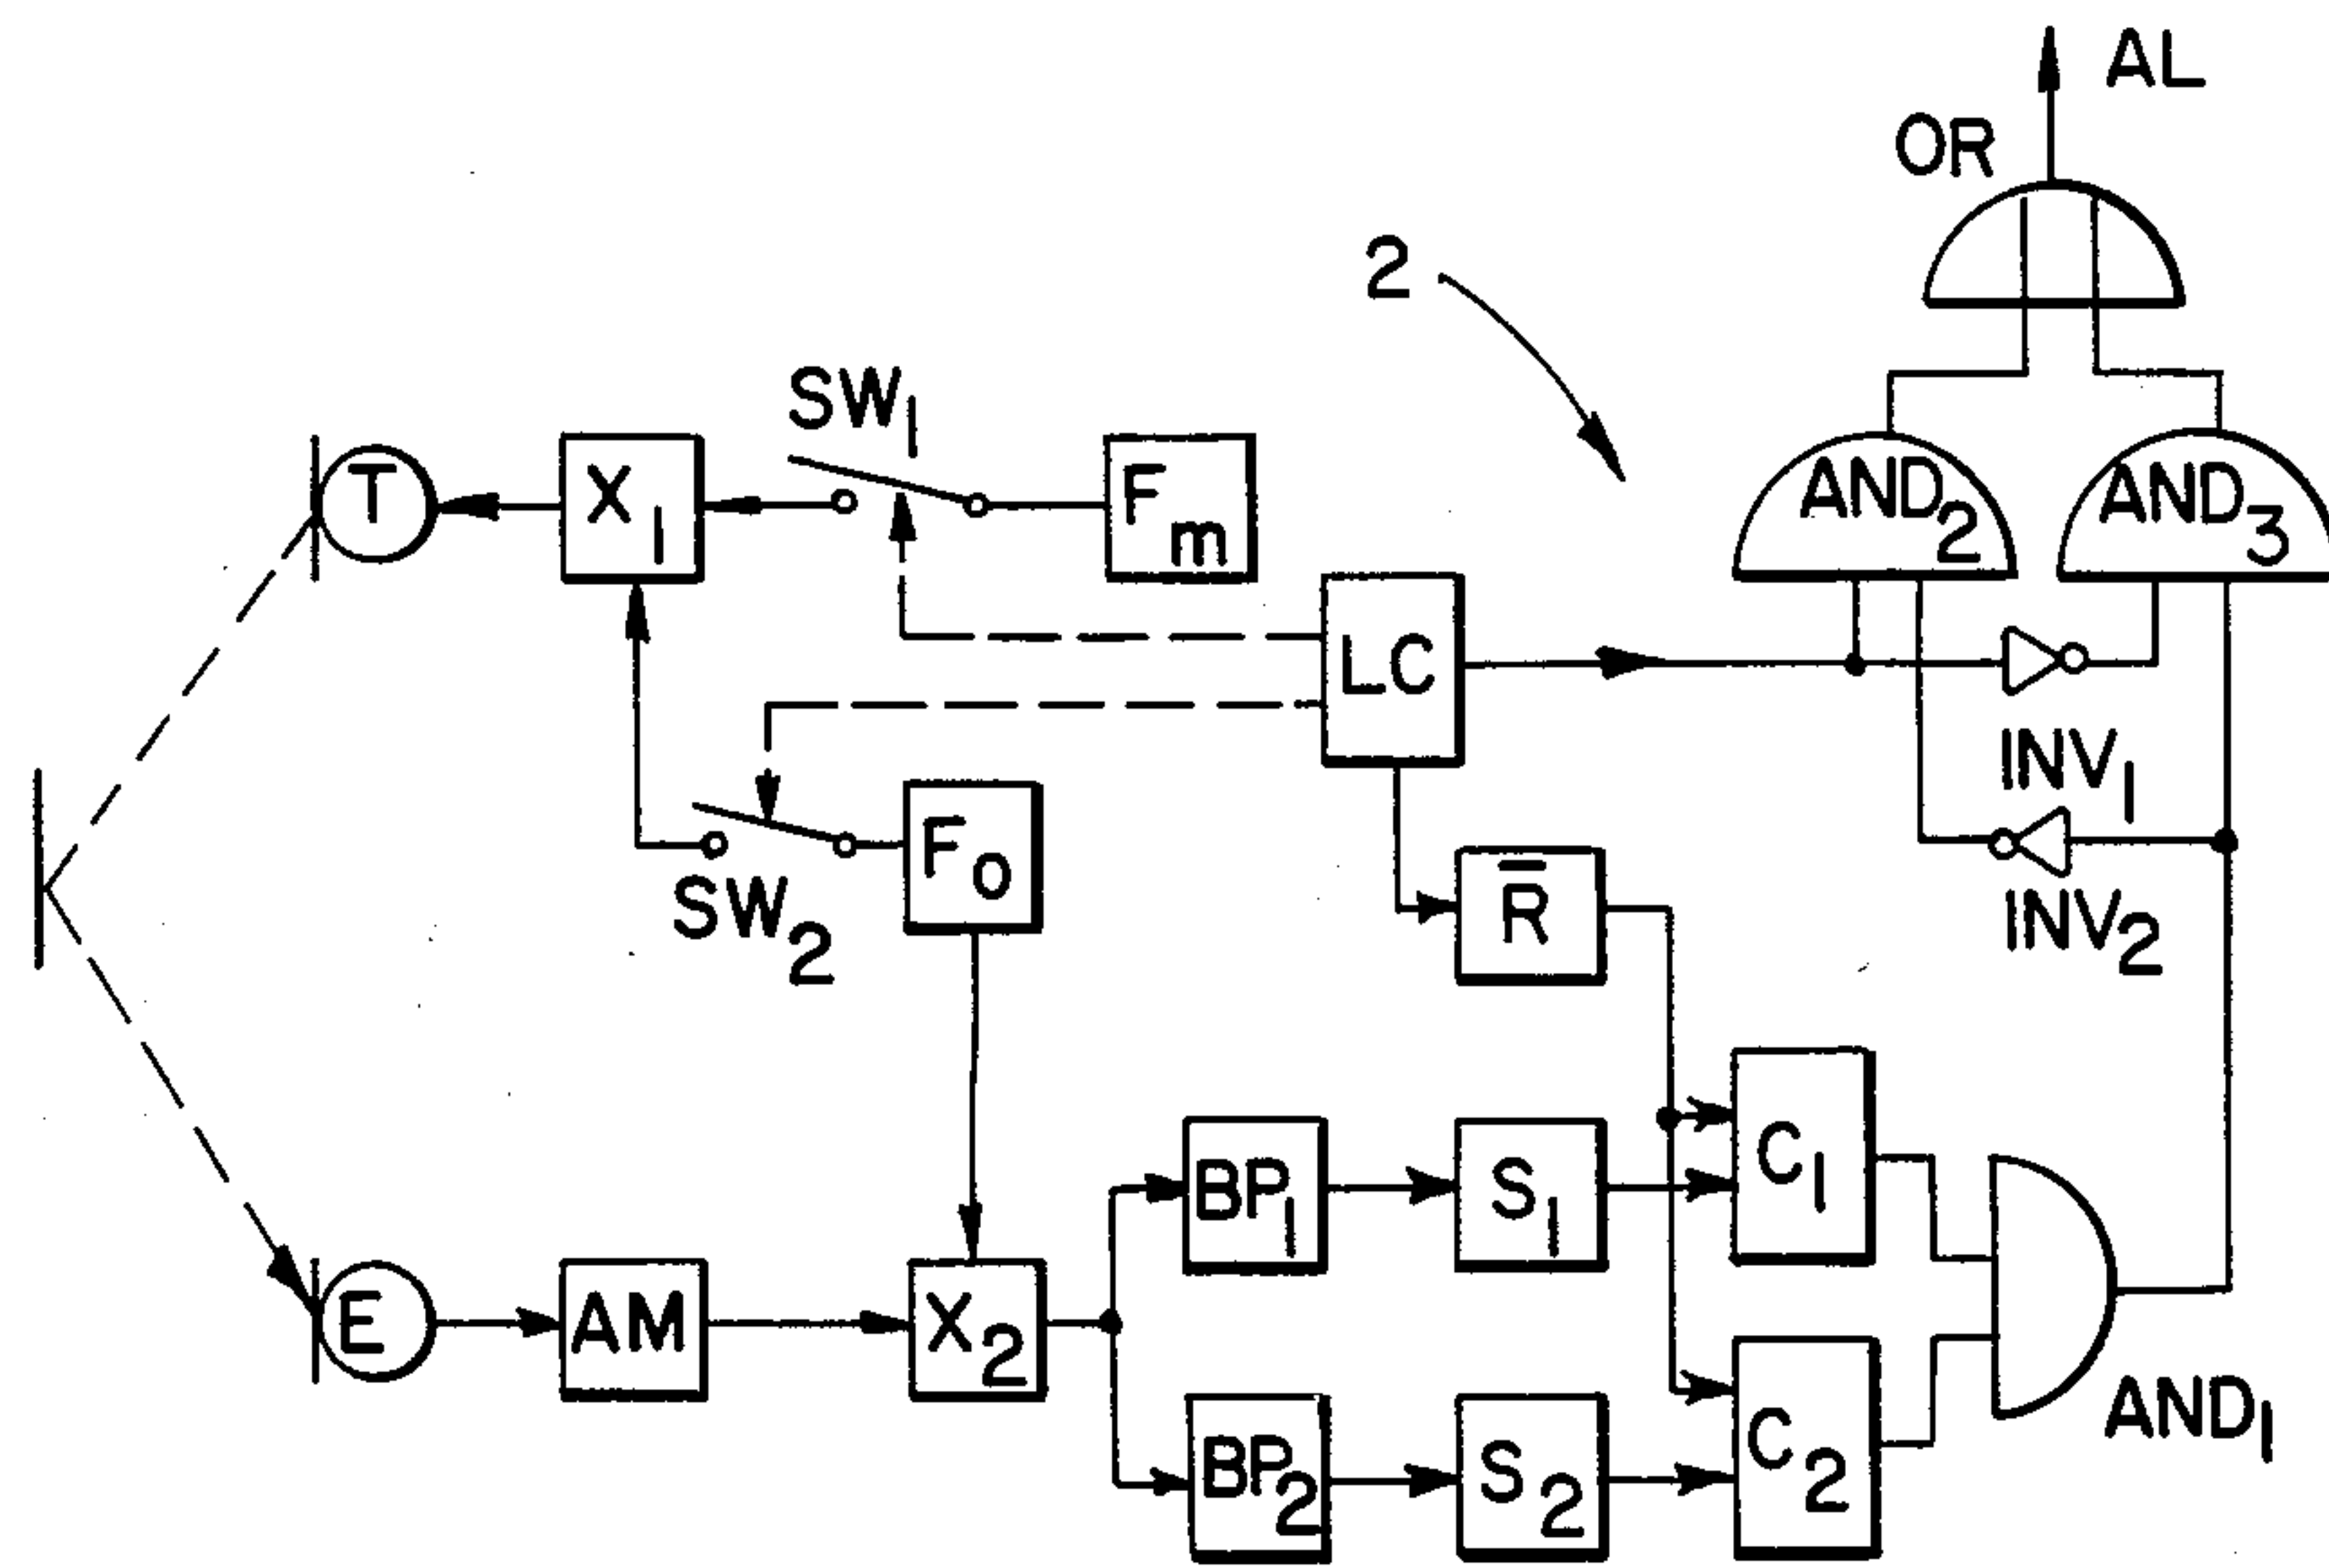 AL
OR
2
SW1
AND2
AND3
T
X1
Fm
LC
INV1
F0
SW2
R̅
INV2
C1
BP1
S1
E
AM
X2
AND1
BP2
S2
C2